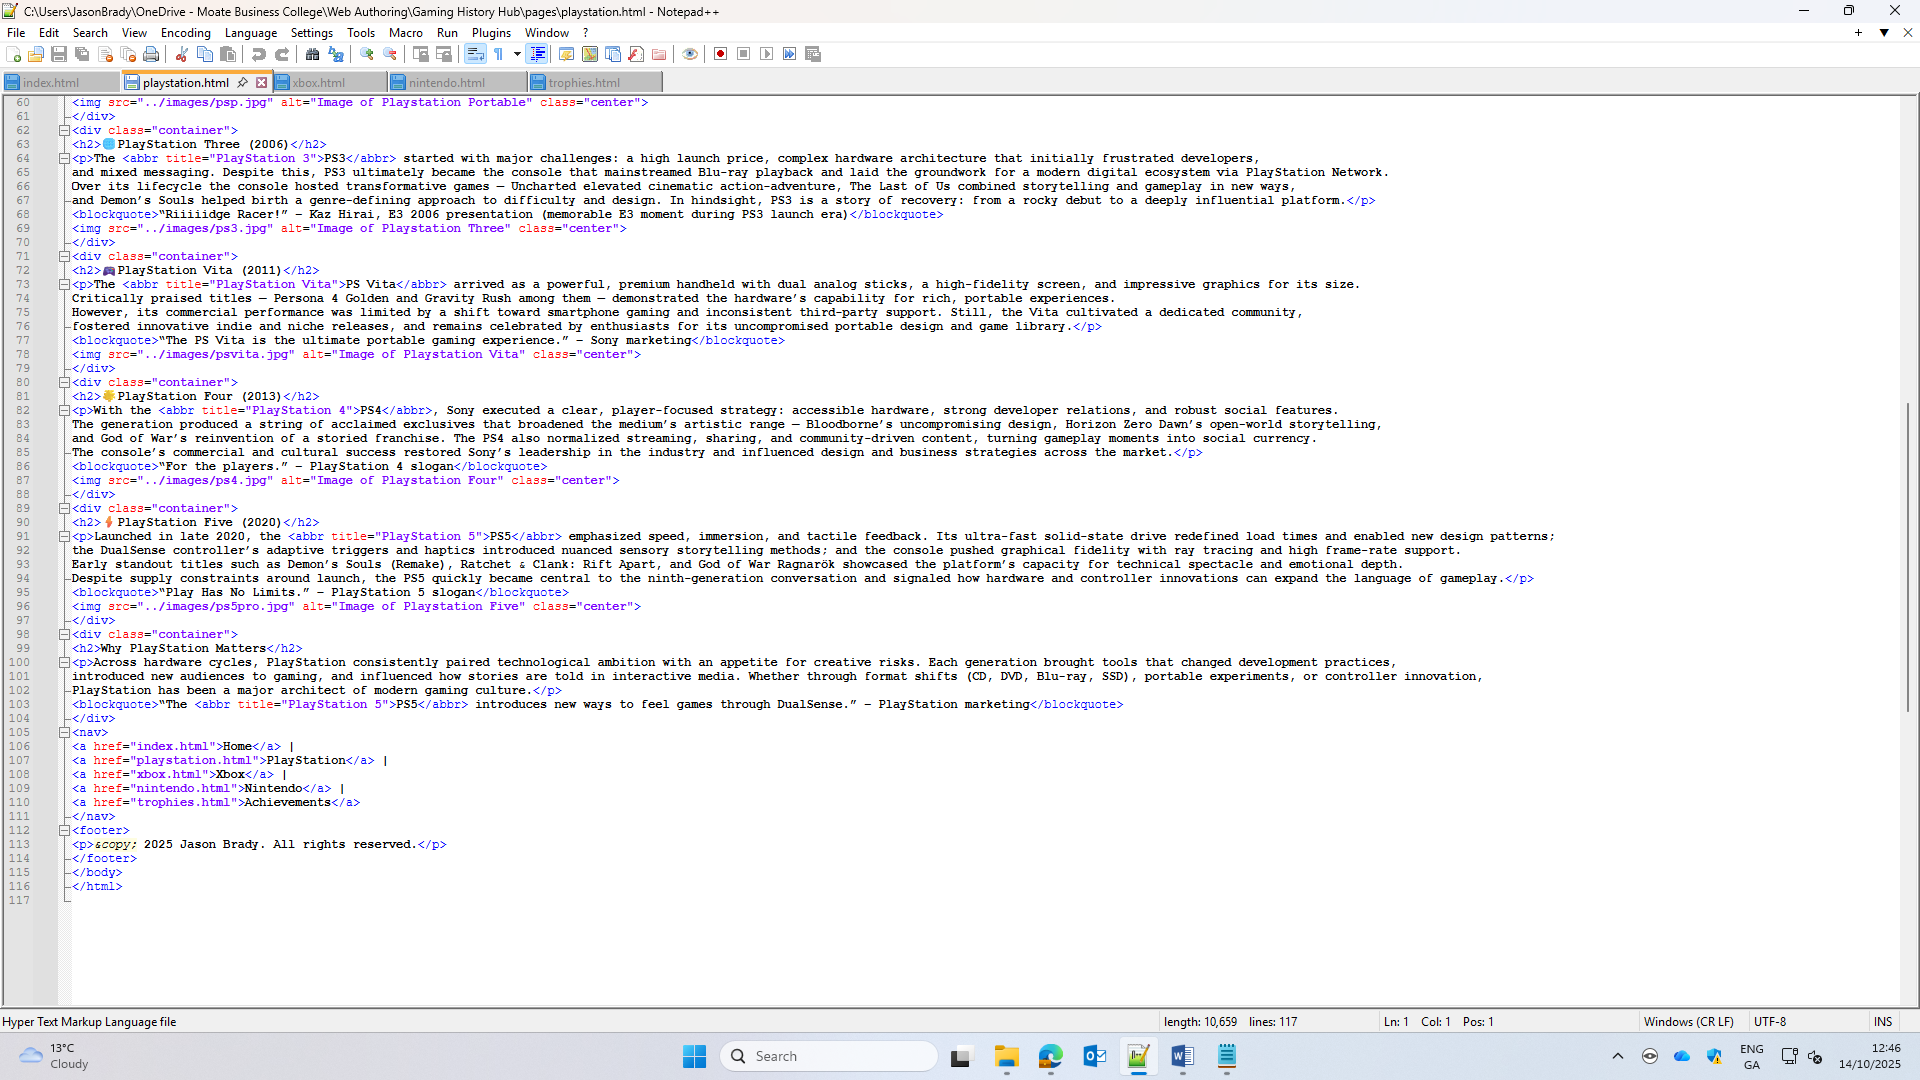 C:\Users\JasonBrady\OneDrive - Moate Business College\Web Authoring\Gaming History Hub\pages\playstation.html - Notepad++
File Edit Search View Encoding Language Settings Tools Macro Run Plugins Window ?
index.html playstation.html xbox.html nintendo.html trophies.html
60 <img src="../images/psp.jpg" alt="Image of Playstation Portable" class="center">
61 </div>
62 <div class="container">
63 <h2>🌐PlayStation Three (2006)</h2>
64 <p>The <abbr title="PlayStation 3">PS3</abbr> started with major challenges: a high launch price, complex hardware architecture that initially frustrated developers,
65 and mixed messaging. Despite this, PS3 ultimately became the console that mainstreamed Blu-ray playback and laid the groundwork for a modern digital ecosystem via PlayStation Network.
66 Over its lifecycle the console hosted transformative games — Uncharted elevated cinematic action-adventure, The Last of Us combined storytelling and gameplay in new ways,
67 and Demon’s Souls helped birth a genre-defining approach to difficulty and design. In hindsight, PS3 is a story of recovery: from a rocky debut to a deeply influential platform.</p>
68 <blockquote>“Riiiiidge Racer!” – Kaz Hirai, E3 2006 presentation (memorable E3 moment during PS3 launch era)</blockquote>
69 <img src="../images/ps3.jpg" alt="Image of Playstation Three" class="center">
70 </div>
71 <div class="container">
72 <h2>🎮PlayStation Vita (2011)</h2>
73 <p>The <abbr title="PlayStation Vita">PS Vita</abbr> arrived as a powerful, premium handheld with dual analog sticks, a high-fidelity screen, and impressive graphics for its size.
74 Critically praised titles — Persona 4 Golden and Gravity Rush among them — demonstrated the hardware’s capability for rich, portable experiences.
75 However, its commercial performance was limited by a shift toward smartphone gaming and inconsistent third-party support. Still, the Vita cultivated a dedicated community,
76 fostered innovative indie and niche releases, and remains celebrated by enthusiasts for its uncompromised portable design and game library.</p>
77 <blockquote>“The PS Vita is the ultimate portable gaming experience.” – Sony marketing</blockquote>
78 <img src="../images/psvita.jpg" alt="Image of Playstation Vita" class="center">
79 </div>
80 <div class="container">
81 <h2>🌟PlayStation Four (2013)</h2>
82 <p>With the <abbr title="PlayStation 4">PS4</abbr>, Sony executed a clear, player-focused strategy: accessible hardware, strong developer relations, and robust social features.
83 The generation produced a string of acclaimed exclusives that broadened the medium’s artistic range — Bloodborne’s uncompromising design, Horizon Zero Dawn’s open-world storytelling,
84 and God of War’s reinvention of a storied franchise. The PS4 also normalized streaming, sharing, and community-driven content, turning gameplay moments into social currency.
85 The console’s commercial and cultural success restored Sony’s leadership in the industry and influenced design and business strategies across the market.</p>
86 <blockquote>“For the players.” – PlayStation 4 slogan</blockquote>
87 <img src="../images/ps4.jpg" alt="Image of Playstation Four" class="center">
88 </div>
89 <div class="container">
90 <h2>⚡PlayStation Five (2020)</h2>
91 <p>Launched in late 2020, the <abbr title="PlayStation 5">PS5</abbr> emphasized speed, immersion, and tactile feedback. Its ultra-fast solid-state drive redefined load times and enabled new design patterns;
92 the DualSense controller’s adaptive triggers and haptics introduced nuanced sensory storytelling methods; and the console pushed graphical fidelity with ray tracing and high frame-rate support.
93 Early standout titles such as Demon’s Souls (Remake), Ratchet & Clank: Rift Apart, and God of War Ragnarök showcased the platform’s capacity for technical spectacle and emotional depth.
94 Despite supply constraints around launch, the PS5 quickly became central to the ninth-generation conversation and signaled how hardware and controller innovations can expand the language of gameplay.</p>
95 <blockquote>“Play Has No Limits.” – PlayStation 5 slogan</blockquote>
96 <img src="../images/ps5pro.jpg" alt="Image of Playstation Five" class="center">
97 </div>
98 <div class="container">
99 <h2>Why PlayStation Matters</h2>
100 <p>Across hardware cycles, PlayStation consistently paired technological ambition with an appetite for creative risks. Each generation brought tools that changed development practices,
101 introduced new audiences to gaming, and influenced how stories are told in interactive media. Whether through format shifts (CD, DVD, Blu-ray, SSD), portable experiments, or controller innovation,
102 PlayStation has been a major architect of modern gaming culture.</p>
103 <blockquote>“The <abbr title="PlayStation 5">PS5</abbr> introduces new ways to feel games through DualSense.” – PlayStation marketing</blockquote>
104 </div>
105 <nav>
106 <a href="index.html">Home</a> |
107 <a href="playstation.html">PlayStation</a> |
108 <a href="xbox.html">Xbox</a> |
109 <a href="nintendo.html">Nintendo</a> |
110 <a href="trophies.html">Achievements</a>
111 </nav>
112 <footer>
113 <p>&copy; 2025 Jason Brady. All rights reserved.</p>
114 </footer>
115 </body>
116 </html>
117
Hyper Text Markup Language file length: 10,659 lines: 117 Ln: 1 Col: 1 Pos: 1 Windows (CR LF) UTF-8 INS
13°C
Cloudy
Search
ENG
GA
12:46
14/10/2025